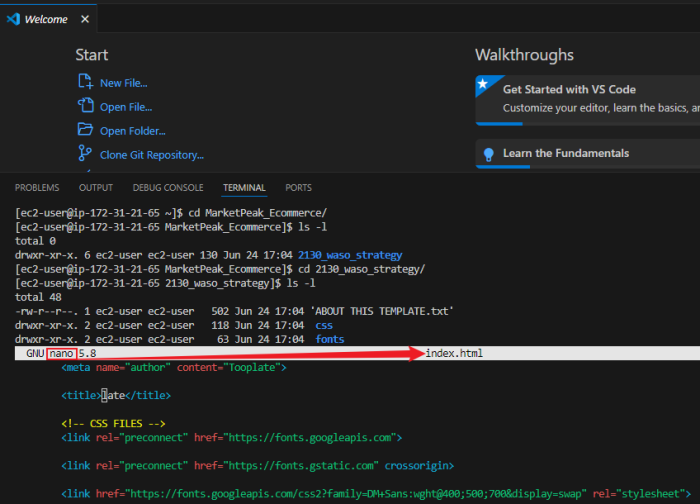 Welcome
Start
New File...
Open File...
Open Folder...
Clone Git Repository...
Walkthroughs
Get Started with VS Code
Customize your editor, learn the basics, an
Learn the Fundamentals
PROBLEMS OUTPUT DEBUG CONSOLE TERMINAL PORTS
[ec2-user@ip-172-31-21-65 ~]$ cd MarketPeak_Ecommerce/
[ec2-user@ip-172-31-21-65 MarketPeak_Ecommerce]$ ls -l
total 0
drwxr-xr-x. 6 ec2-user ec2-user 130 Jun 24 17:04 2130_waso_strategy
[ec2-user@ip-172-31-21-65 MarketPeak_Ecommerce]$ cd 2130_waso_strategy/
[ec2-user@ip-172-31-21-65 2130_waso_strategy]$ ls -l
total 48
-rw-r--r--. 1 ec2-user ec2-user 502 Jun 24 17:04 'ABOUT THIS TEMPLATE.txt'
drwxr-xr-x. 2 ec2-user ec2-user 118 Jun 24 17:04 css
drwxr-xr-x. 2 ec2-user ec2-user 63 Jun 24 17:04 fonts
GNU nano 5.8 index.html
<meta name="author" content="Tooplate">
<title>late</title>
<!-- CSS FILES -->
<link rel="preconnect" href="https://fonts.googleapis.com">
<link rel="preconnect" href="https://fonts.gstatic.com" crossorigin>
<link href="https://fonts.googleapis.com/css2?family=DM+Sans:wght@400;500;700&display=swap" rel="stylesheet">